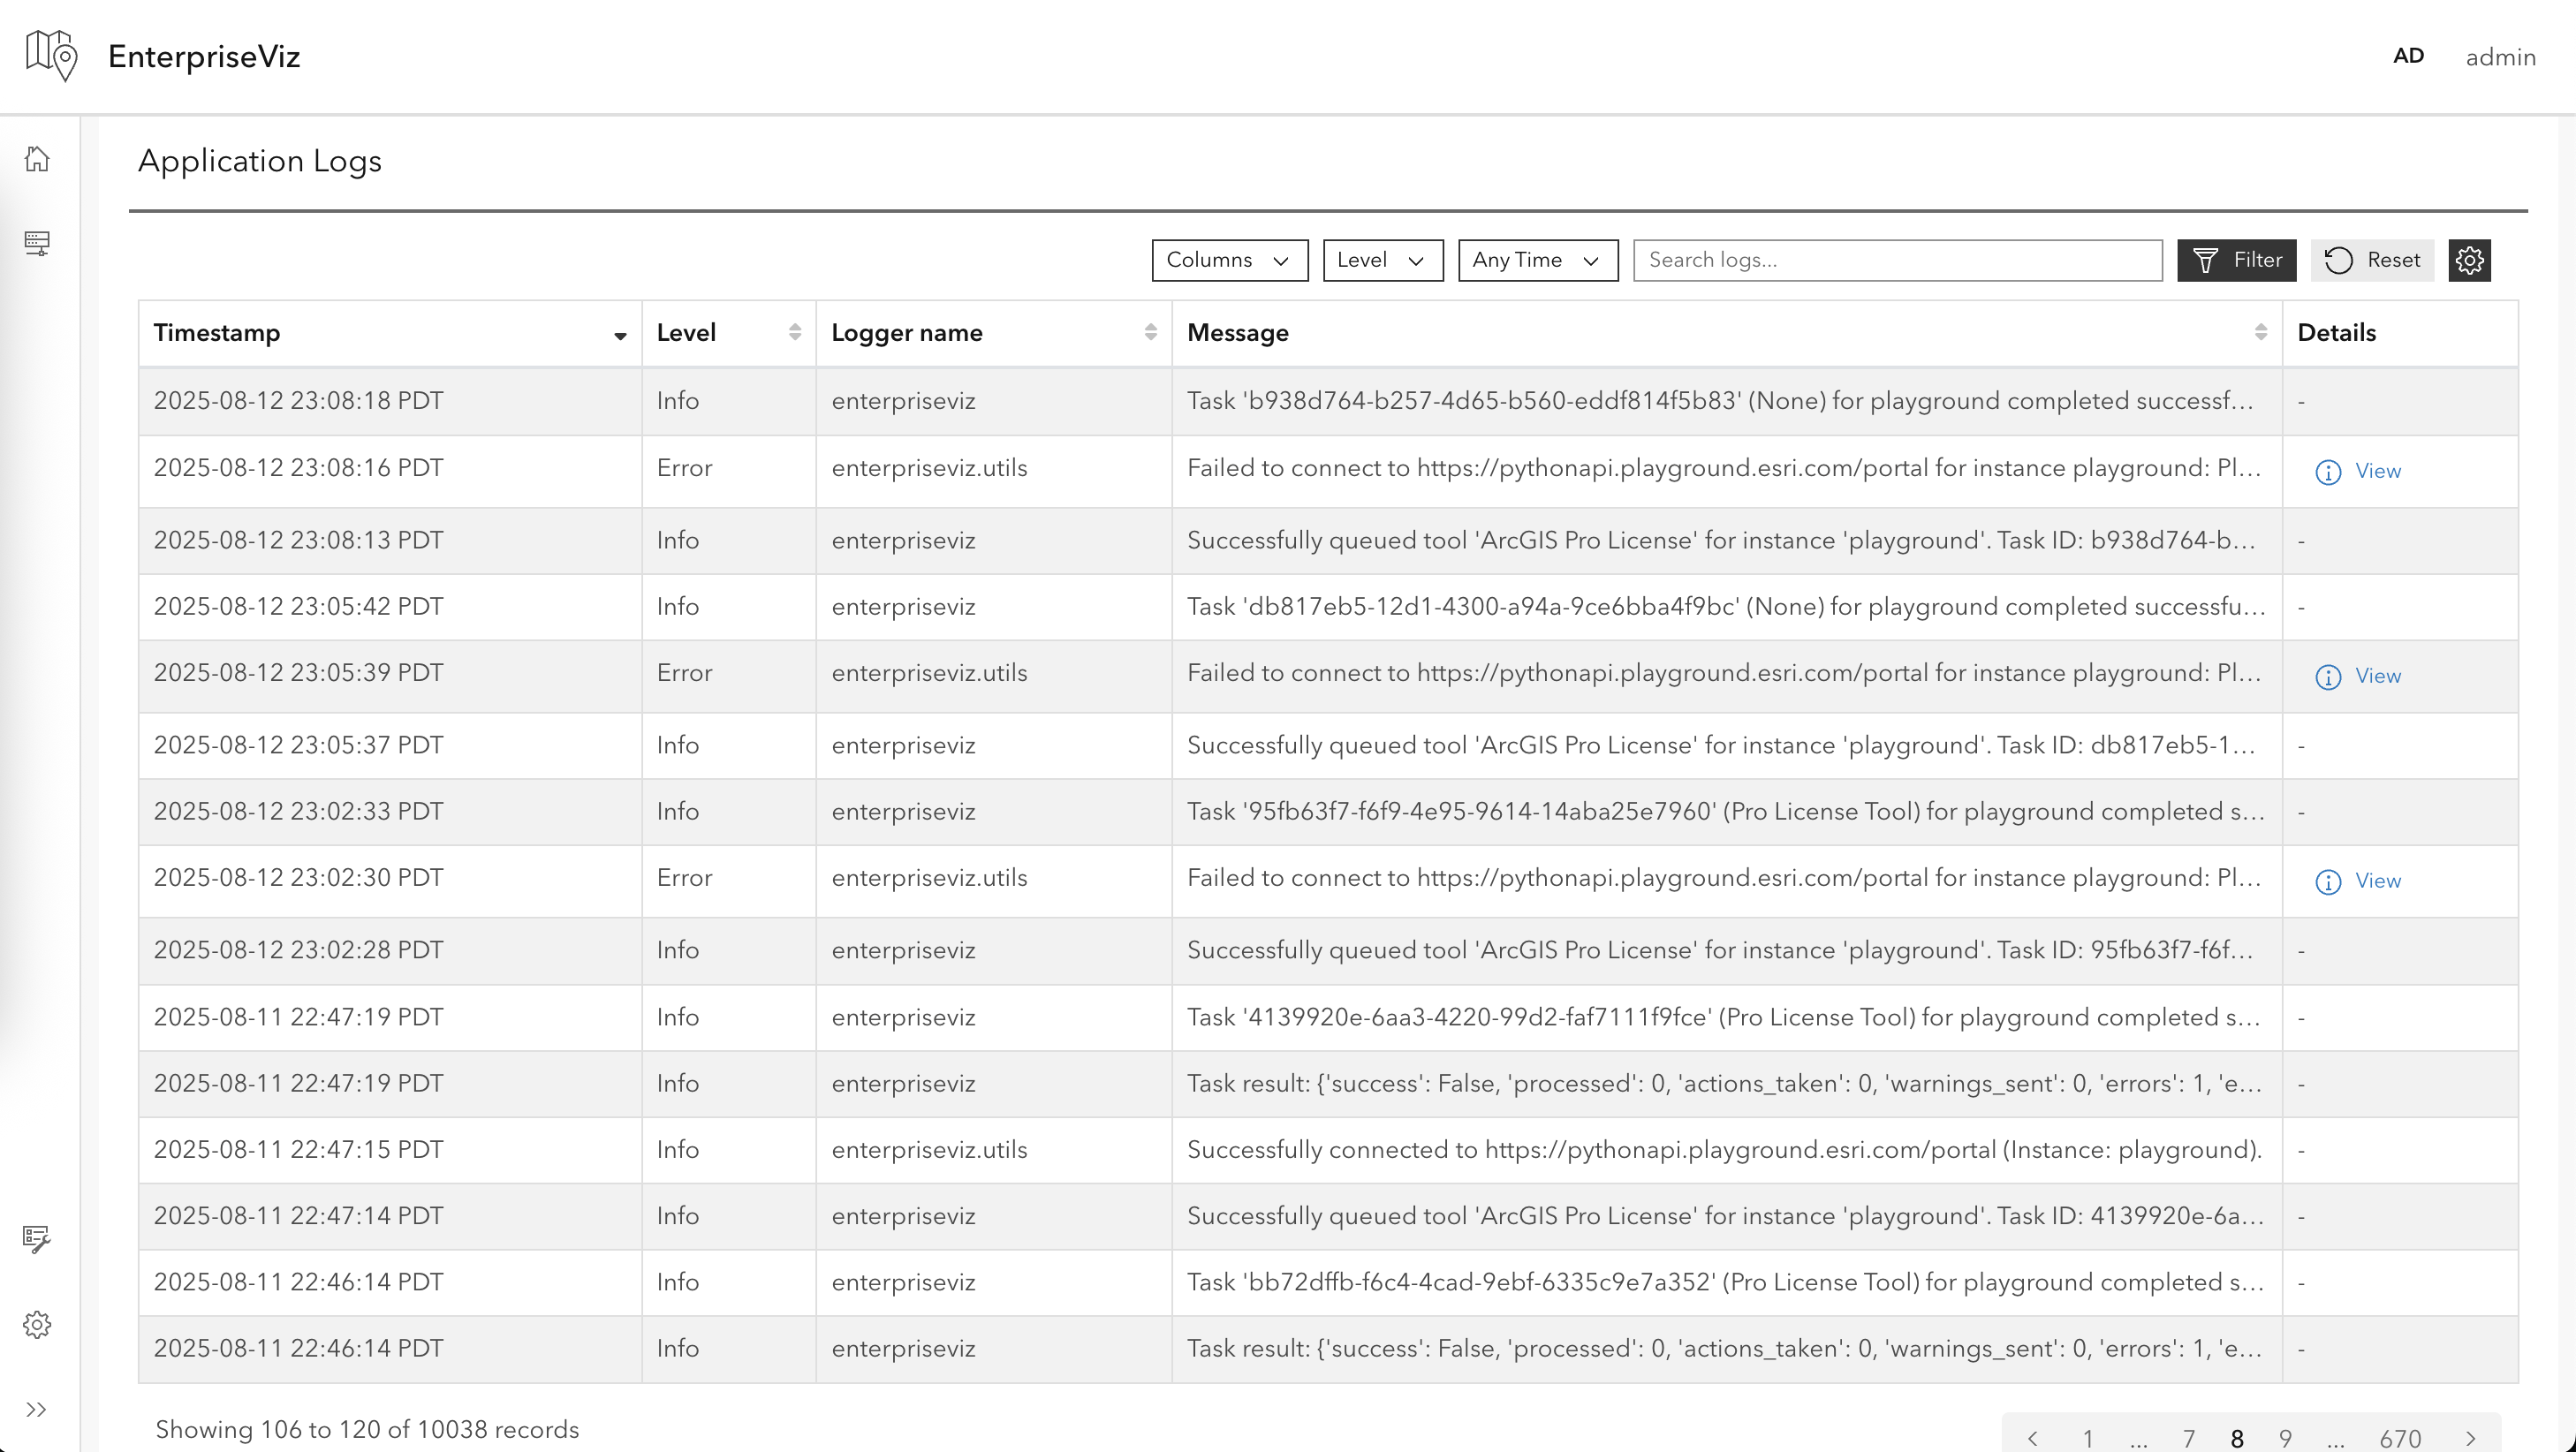 EnterpriseViz
AD admin
Application Logs
Columns Level Any Time Search logs... Filter Reset
Timestamp Level Logger name Message Details
2025-08-12 23:08:18 PDT Info enterpriseviz Task 'b938d764-b257-4d65-b560-eddf814f5b83' (None) for playground completed successf... -
2025-08-12 23:08:16 PDT Error enterpriseviz.utils Failed to connect to https://pythonapi.playground.esri.com/portal for instance playground: Pl... View
2025-08-12 23:08:13 PDT Info enterpriseviz Successfully queued tool 'ArcGIS Pro License' for instance 'playground'. Task ID: b938d764-b... -
2025-08-12 23:05:42 PDT Info enterpriseviz Task 'db817eb5-12d1-4300-a94a-9ce6bba4f9bc' (None) for playground completed successfu... -
2025-08-12 23:05:39 PDT Error enterpriseviz.utils Failed to connect to https://pythonapi.playground.esri.com/portal for instance playground: Pl... View
2025-08-12 23:05:37 PDT Info enterpriseviz Successfully queued tool 'ArcGIS Pro License' for instance 'playground'. Task ID: db817eb5-1... -
2025-08-12 23:02:33 PDT Info enterpriseviz Task '95fb63f7-f6f9-4e95-9614-14aba25e7960' (Pro License Tool) for playground completed s... -
2025-08-12 23:02:30 PDT Error enterpriseviz.utils Failed to connect to https://pythonapi.playground.esri.com/portal for instance playground: Pl... View
2025-08-12 23:02:28 PDT Info enterpriseviz Successfully queued tool 'ArcGIS Pro License' for instance 'playground'. Task ID: 95fb63f7-f6f... -
2025-08-11 22:47:19 PDT Info enterpriseviz Task '4139920e-6aa3-4220-99d2-faf7111f9fce' (Pro License Tool) for playground completed s... -
2025-08-11 22:47:19 PDT Info enterpriseviz Task result: {'success': False, 'processed': 0, 'actions_taken': 0, 'warnings_sent': 0, 'errors': 1, 'e... -
2025-08-11 22:47:15 PDT Info enterpriseviz.utils Successfully connected to https://pythonapi.playground.esri.com/portal (Instance: playground). -
2025-08-11 22:47:14 PDT Info enterpriseviz Successfully queued tool 'ArcGIS Pro License' for instance 'playground'. Task ID: 4139920e-6a... -
2025-08-11 22:46:14 PDT Info enterpriseviz Task 'bb72dffb-f6c4-4cad-9ebf-6335c9e7a352' (Pro License Tool) for playground completed s... -
2025-08-11 22:46:14 PDT Info enterpriseviz Task result: {'success': False, 'processed': 0, 'actions_taken': 0, 'warnings_sent': 0, 'errors': 1, 'e... -
Showing 106 to 120 of 10038 records
1 ... 7 8 9 ... 670